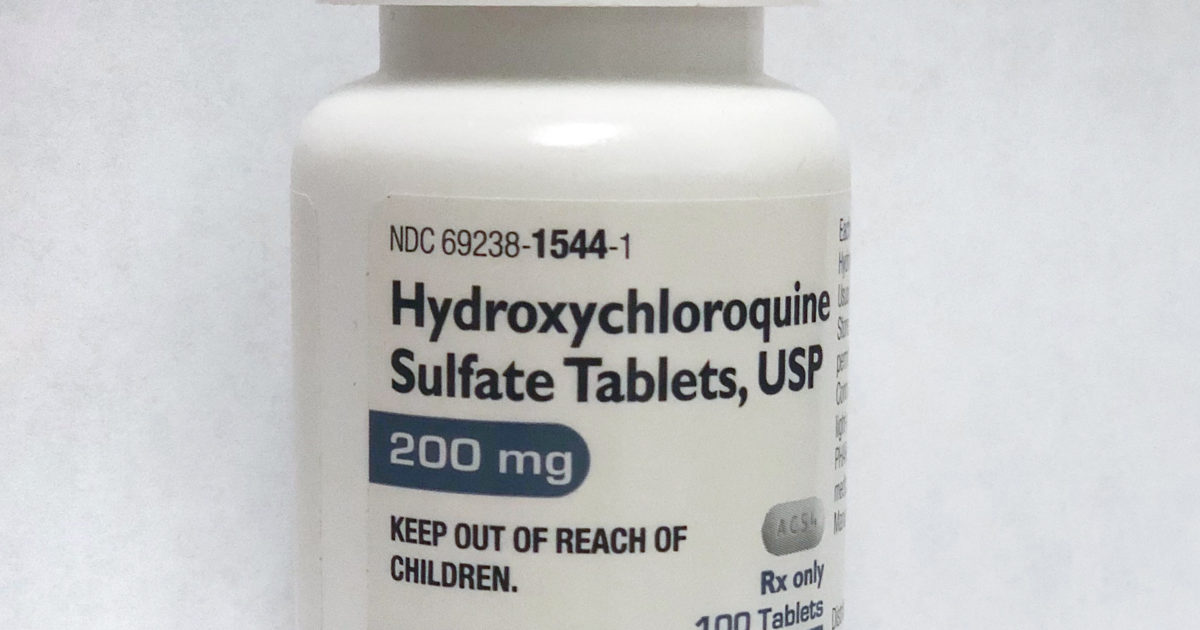 NDC 69238-1544-1
Hydroxychloroquine
Sulfate Tablets, USP
200 mg
KEEP OUT OF REACH OF
CHILDREN.
Rx only
100 Tablets